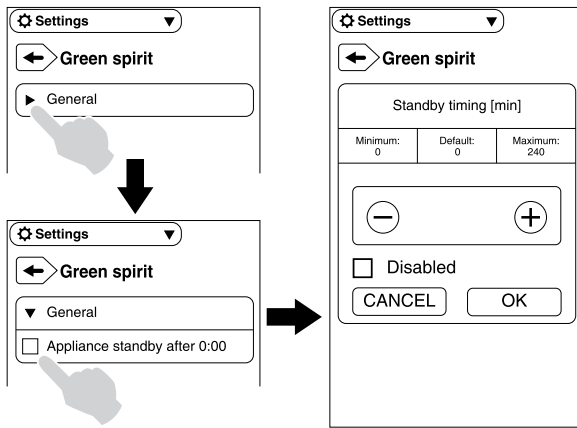 Settings
Green spirit
General
Settings
Green spirit
General
Appliance standby after 0:00
Settings
Green spirit
Standby timing [min]
Minimum: Default: Maximum:
0 0 240
Disabled
CANCEL OK